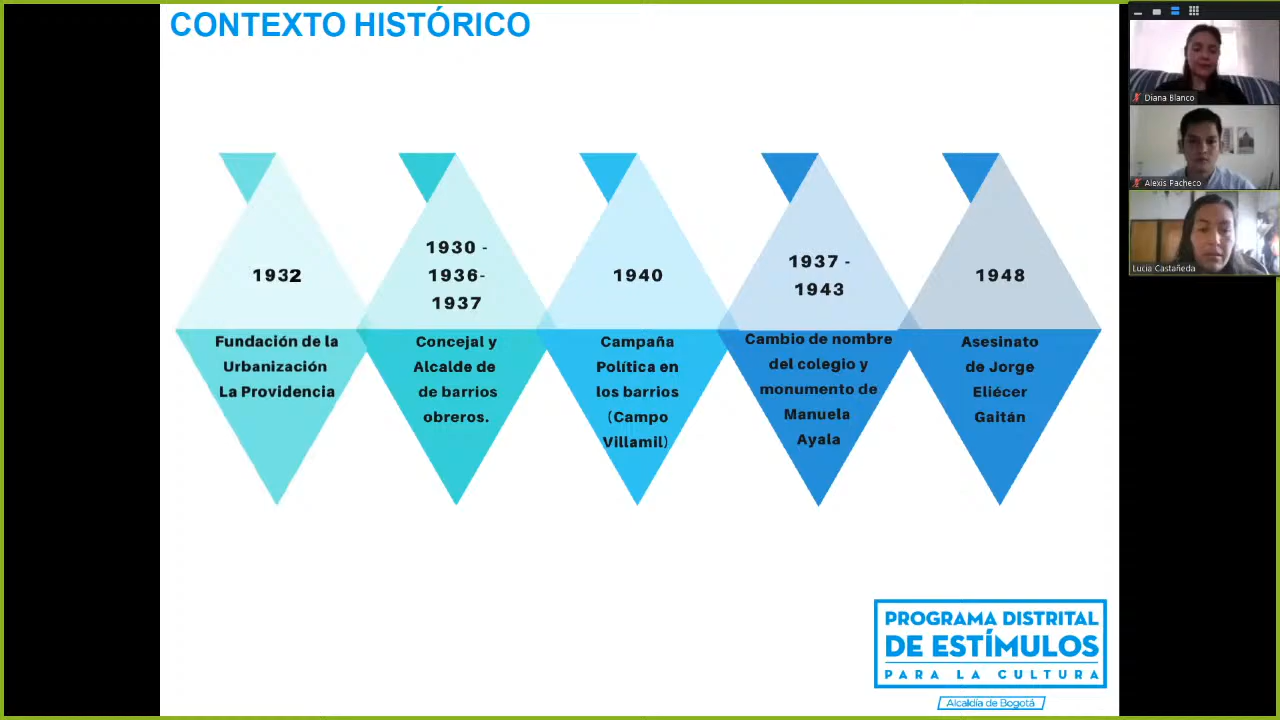 CONTEXTO HISTÓRICO
1932
Fundación de la
Urbanización
La Providencia
1930 -
1936-
1937
Concejal y
Alcalde de
de barrios
obreros.
1940
Campaña
Política en
los barrios
(Campo
Villamil)
1937 -
1943
Cambio de nombre
del colegio y
monumento de
Manuela
Ayala
1948
Asesinato
de Jorge
Eliécer
Gaitán
PROGRAMA DISTRITAL
DE ESTÍMULOS
PARA LA CULTURA
Alcaldía de Bogotá
Diana Blanco
Alexis Pacheco
Lucia Castañeda